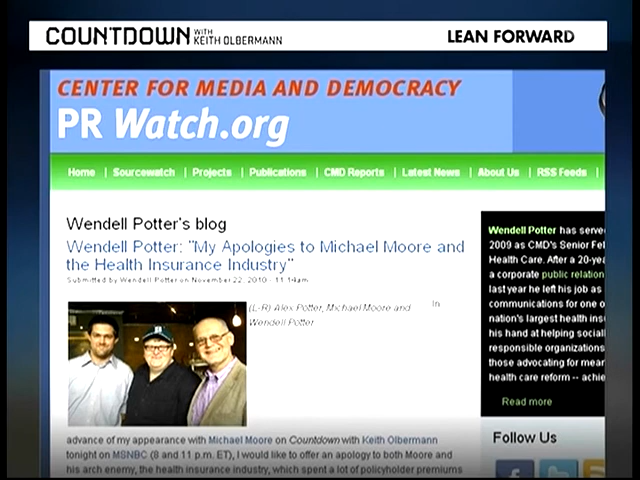 COUNTDOWN WITH KEITH OLBERMANN
LEAN FORWARD
CENTER FOR MEDIA AND DEMOCRACY
PR Watch.org
Home | Sourcewatch | Projects | Publications | CMD Reports | Latest News | About Us | RSS Feeds |
Wendell Potter's blog
Wendell Potter: "My Apologies to Michael Moore and
the Health Insurance Industry"
Submitted by Wendell Potter on November 22, 2010 - 11:14am
(L-R) Alex Potter, Michael Moore and
Wendell Potter
In
advance of my appearance with Michael Moore on Countdown with Keith Olbermann
tonight on MSNBC (8 and 11 p.m. ET), I would like to offer an apology to both Moore and
his arch enemy, the health insurance industry, which spent a lot of policyholder premiums
Wendell Potter has serve
2009 as CMD's Senior Fel
Health Care. After a 20-yea
a corporate public relation
last year he left his job as
communications for one o
nation's largest health ins
his hand at helping social
responsible organizations
those advocating for mear
health care reform -- achie
Read more
Follow Us